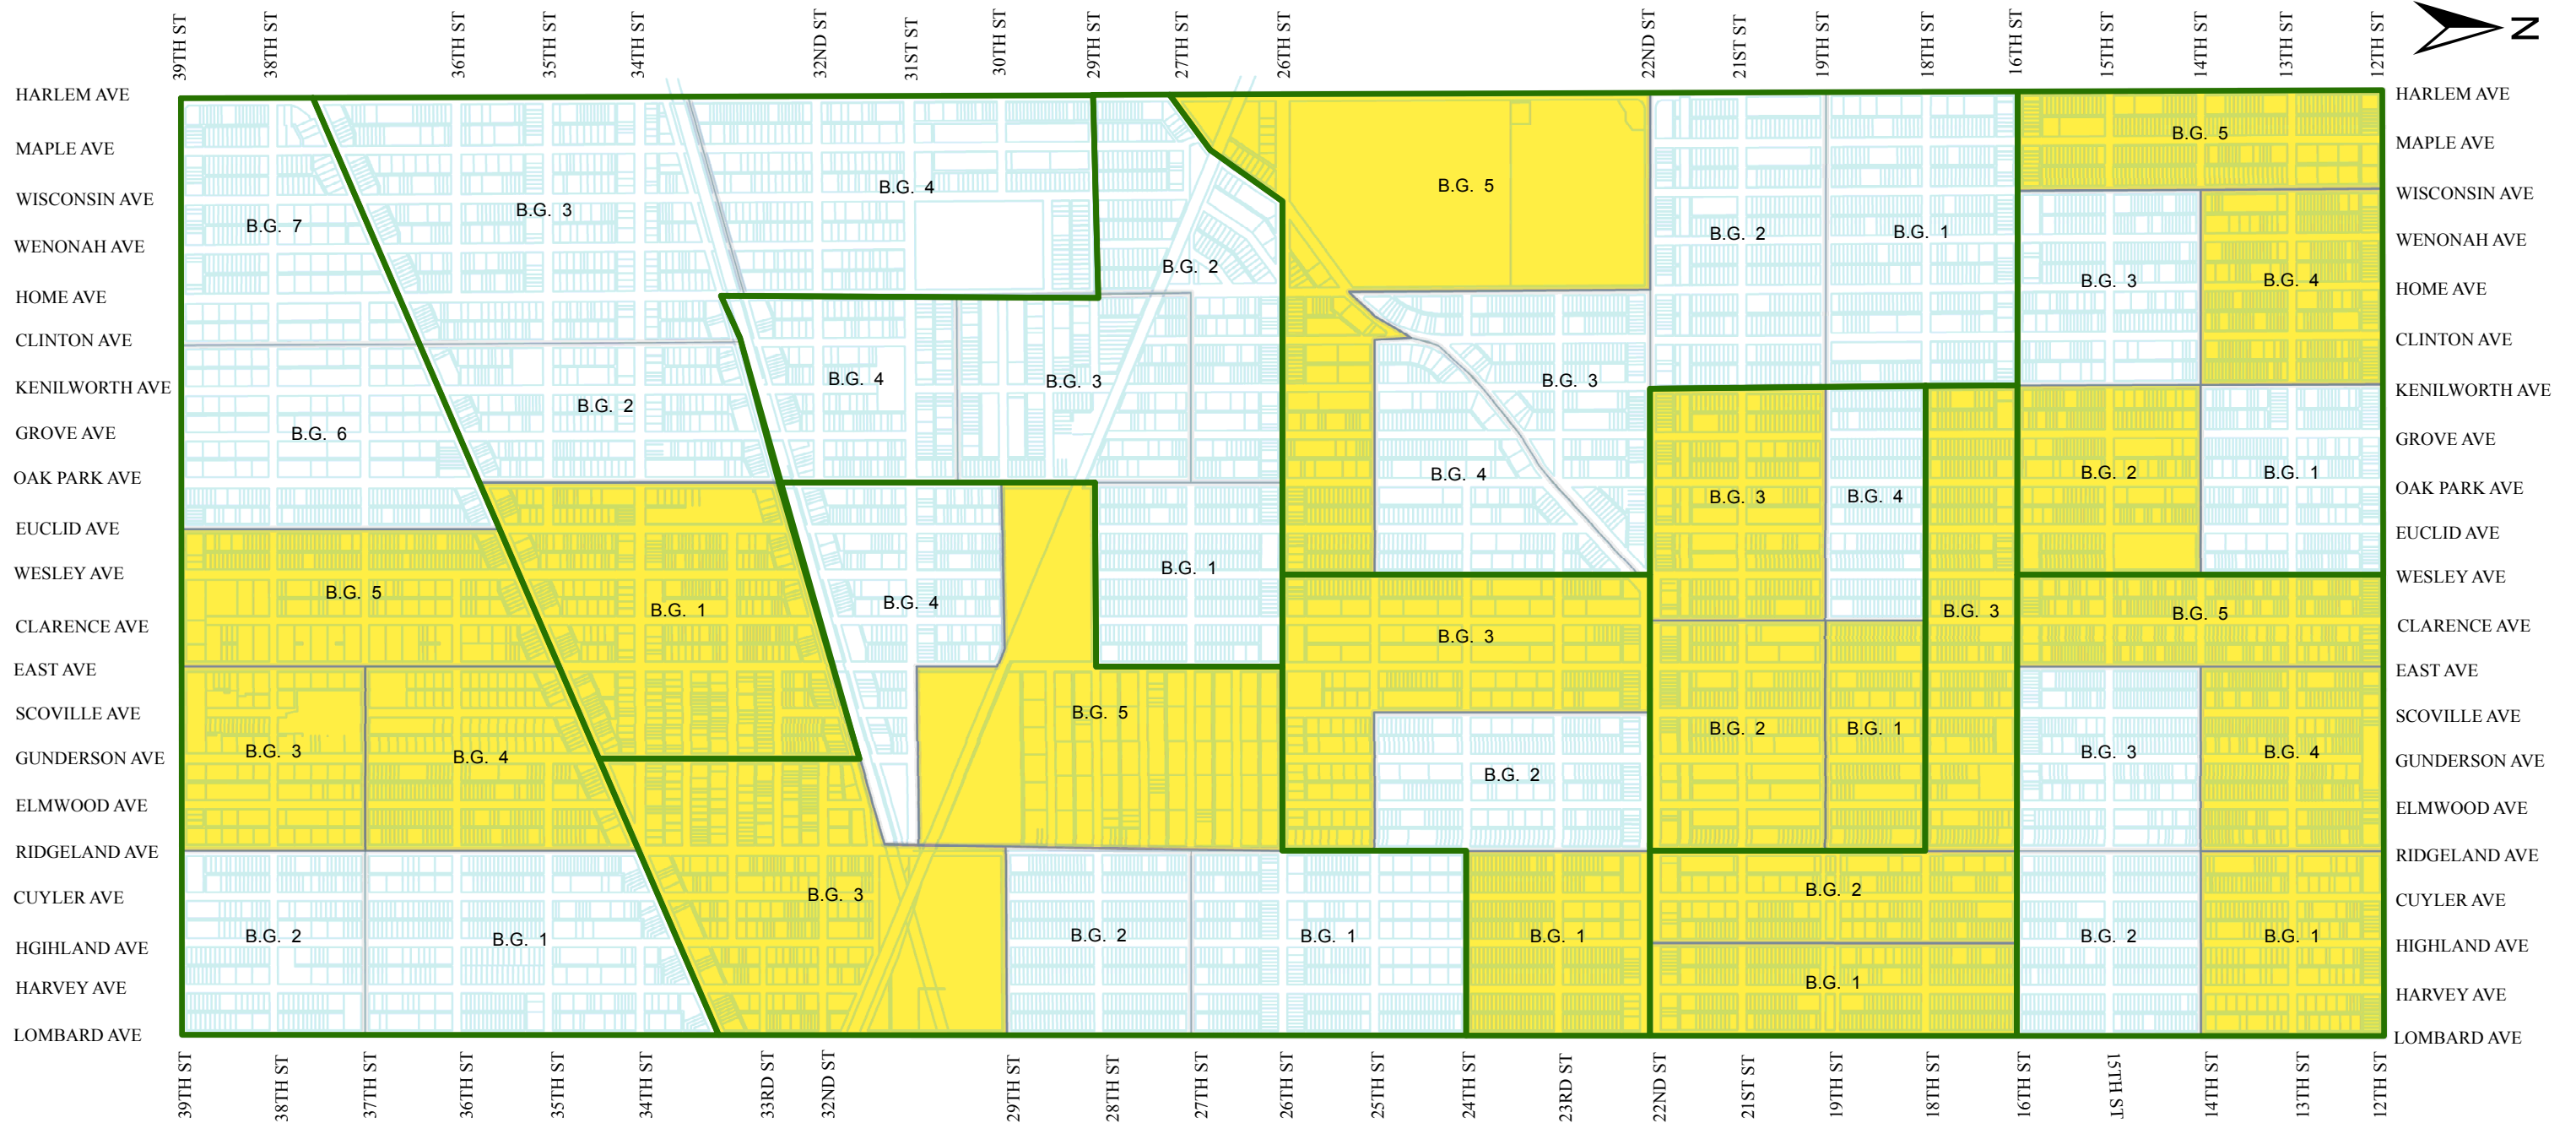 39TH ST
38TH ST
36TH ST
35TH ST
34TH ST
32ND ST
31ST ST
30TH ST
29TH ST
27TH ST
26TH ST
22ND ST
21ST ST
19TH ST
18TH ST
16TH ST
15TH ST
14TH ST
13TH ST
12TH ST
N
HARLEM AVE
MAPLE AVE
WISCONSIN AVE
WENONAH AVE
HOME AVE
CLINTON AVE
KENILWORTH AVE
GROVE AVE
OAK PARK AVE
EUCLID AVE
WESLEY AVE
CLARENCE AVE
EAST AVE
SCOVILLE AVE
GUNDERSON AVE
ELMWOOD AVE
RIDGELAND AVE
CUYLER AVE
HGIHLAND AVE
HARVEY AVE
LOMBARD AVE
B.G. 7
B.G. 3
B.G. 4
B.G. 2
B.G. 5
B.G. 2
B.G. 1
B.G. 5
B.G. 3
B.G. 4
B.G. 6
B.G. 2
B.G. 4
B.G. 3
B.G. 3
B.G. 4
B.G. 3
B.G. 4
B.G. 2
B.G. 1
B.G. 5
B.G. 1
B.G. 4
B.G. 1
B.G. 3
B.G. 3
B.G. 5
B.G. 3
B.G. 4
B.G. 5
B.G. 2
B.G. 2
B.G. 1
B.G. 3
B.G. 4
B.G. 2
B.G. 1
B.G. 3
B.G. 2
B.G. 1
B.G. 1
B.G. 2
B.G. 1
B.G. 2
B.G. 1
HARLEM AVE
MAPLE AVE
WISCONSIN AVE
WENONAH AVE
HOME AVE
CLINTON AVE
KENILWORTH AVE
GROVE AVE
OAK PARK AVE
EUCLID AVE
WESLEY AVE
CLARENCE AVE
EAST AVE
SCOVILLE AVE
GUNDERSON AVE
ELMWOOD AVE
RIDGELAND AVE
CUYLER AVE
HIGHLAND AVE
HARVEY AVE
LOMBARD AVE
39TH ST
38TH ST
37TH ST
36TH ST
35TH ST
34TH ST
33RD ST
32ND ST
29TH ST
28TH ST
27TH ST
26TH ST
25TH ST
24TH ST
23RD ST
22ND ST
21ST ST
19TH ST
18TH ST
16TH ST
15TH ST
14TH ST
13TH ST
12TH ST